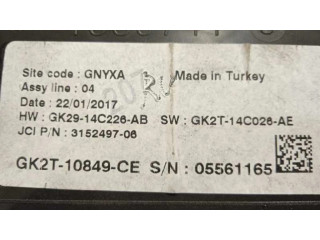 Site code : GNYXA
Made in Turkey
Assy line : 04
Date : 22/01/2017
HW : GK29-14C226-AB SW : GK2T-14C026-AE
JCI P/N : 3152497-06
GK2T-10849-CE S/N : 05561165